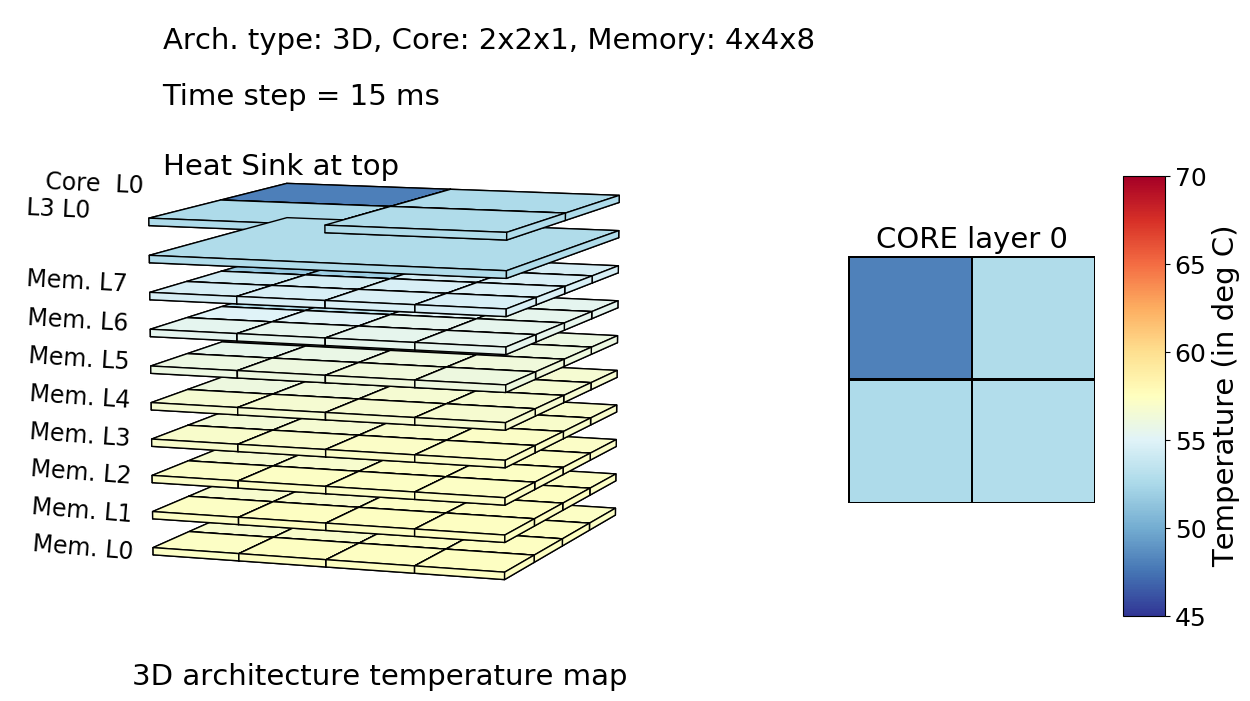 Arch. type: 3D, Core: 2x2x1, Memory: 4x4x8
Time step = 15 ms
Heat Sink at top
Core  L0
L3 L0
Mem. L7
Mem. L6
Mem. L5
Mem. L4
Mem. L3
Mem. L2
Mem. L1
Mem. L0
3D architecture temperature map
CORE layer 0
70
65
60
55
50
45
Temperature (in deg C)